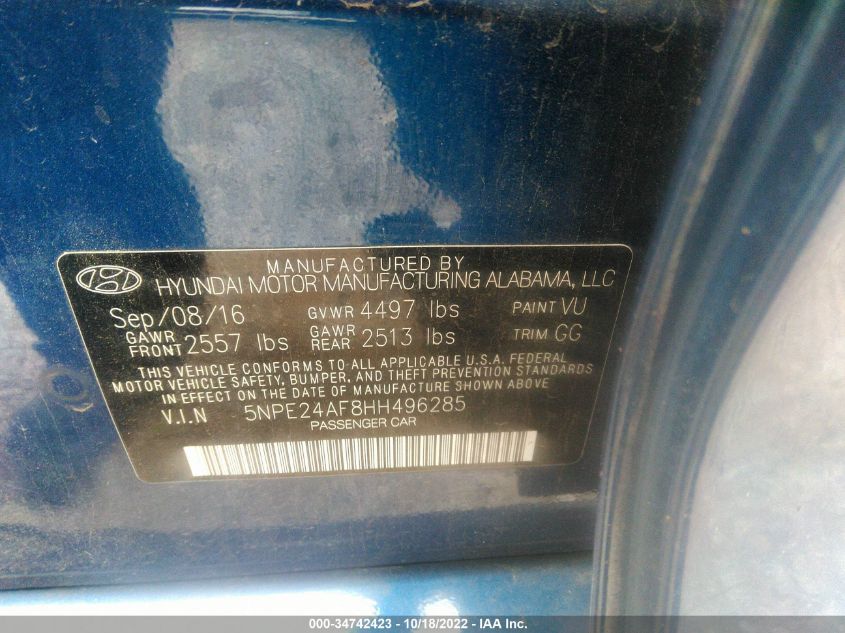 MANUFACTURED BY
HYUNDAI MOTOR MANUFACTURING ALABAMA, LLC
Sep/08/16 GVWR 4497 lbs PAINT VU
GAWR FRONT 2557 lbs GAWR REAR 2513 lbs TRIM GG
THIS VEHICLE CONFORMS TO ALL APPLICABLE U.S.A. FEDERAL
MOTOR VEHICLE SAFETY, BUMPER, AND THEFT PREVENTION STANDARDS
IN EFFECT ON THE DATE OF MANUFACTURE SHOWN ABOVE.
V.I.N 5NPE24AF8HH496285
PASSENGER CAR
000-34742423 - 10/18/2022 - IAA Inc.